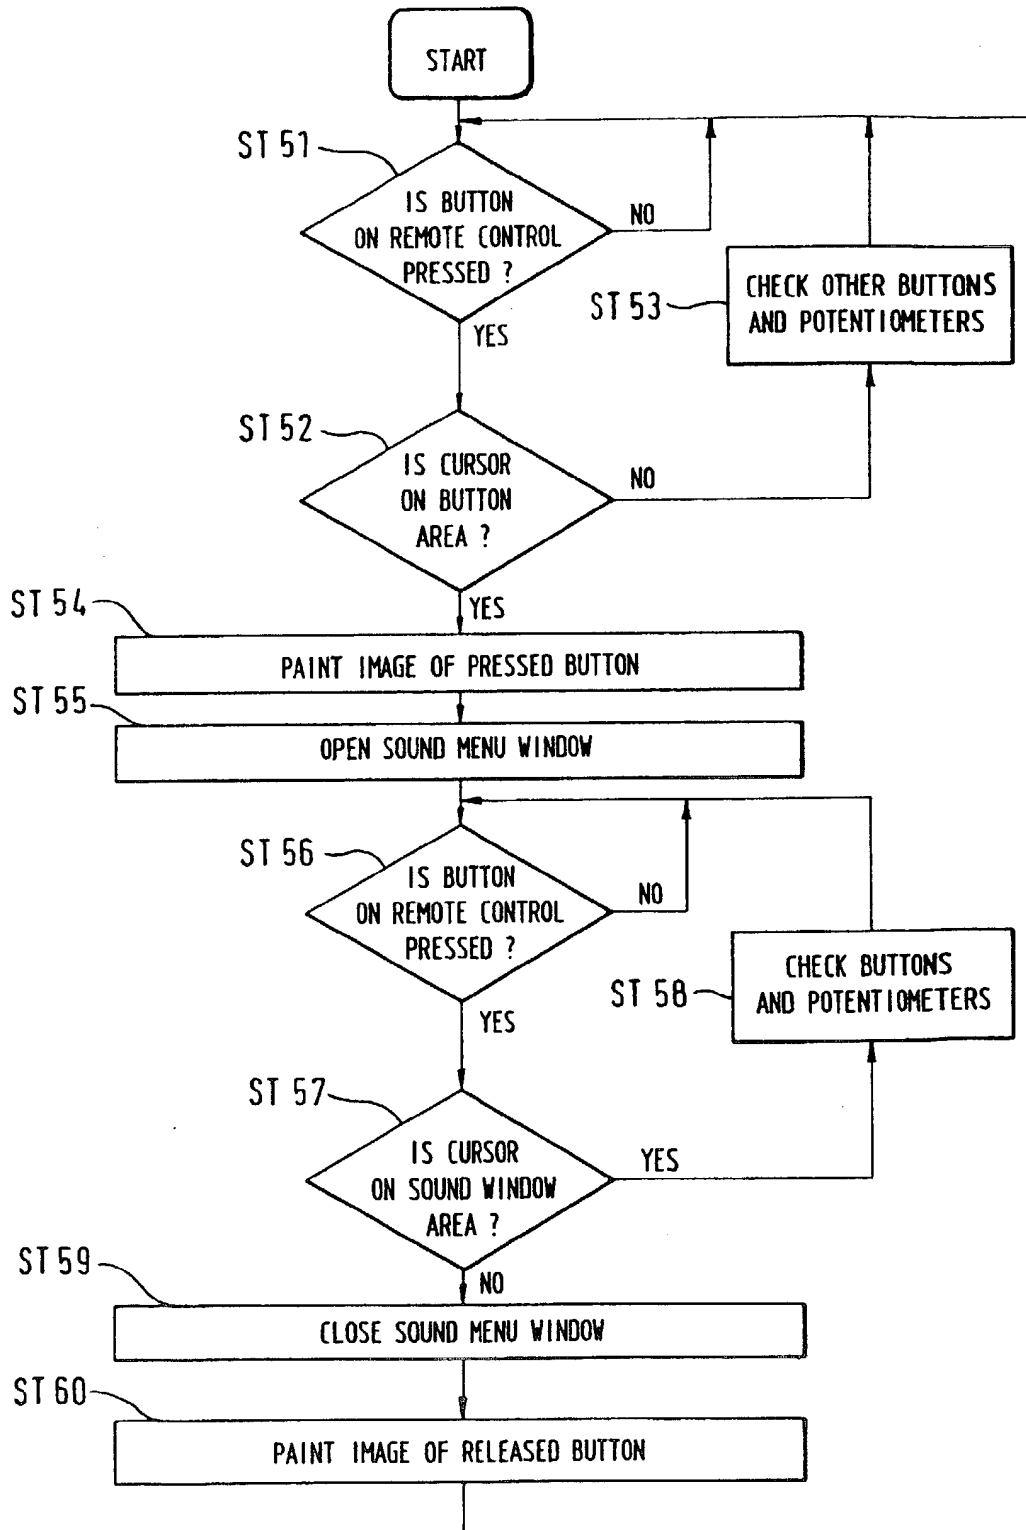 START
ST 51
IS BUTTON
ON REMOTE CONTROL
PRESSED ?
NO
YES
ST 53
CHECK OTHER BUTTONS
AND POTENTIOMETERS
ST 52
IS CURSOR
ON BUTTON
AREA ?
NO
YES
ST 54
PAINT IMAGE OF PRESSED BUTTON
ST 55
OPEN SOUND MENU WINDOW
ST 56
IS BUTTON
ON REMOTE CONTROL
PRESSED ?
NO
YES
ST 58
CHECK BUTTONS
AND POTENTIOMETERS
ST 57
IS CURSOR
ON SOUND WINDOW
AREA ?
YES
NO
ST 59
CLOSE SOUND MENU WINDOW
ST 60
PAINT IMAGE OF RELEASED BUTTON